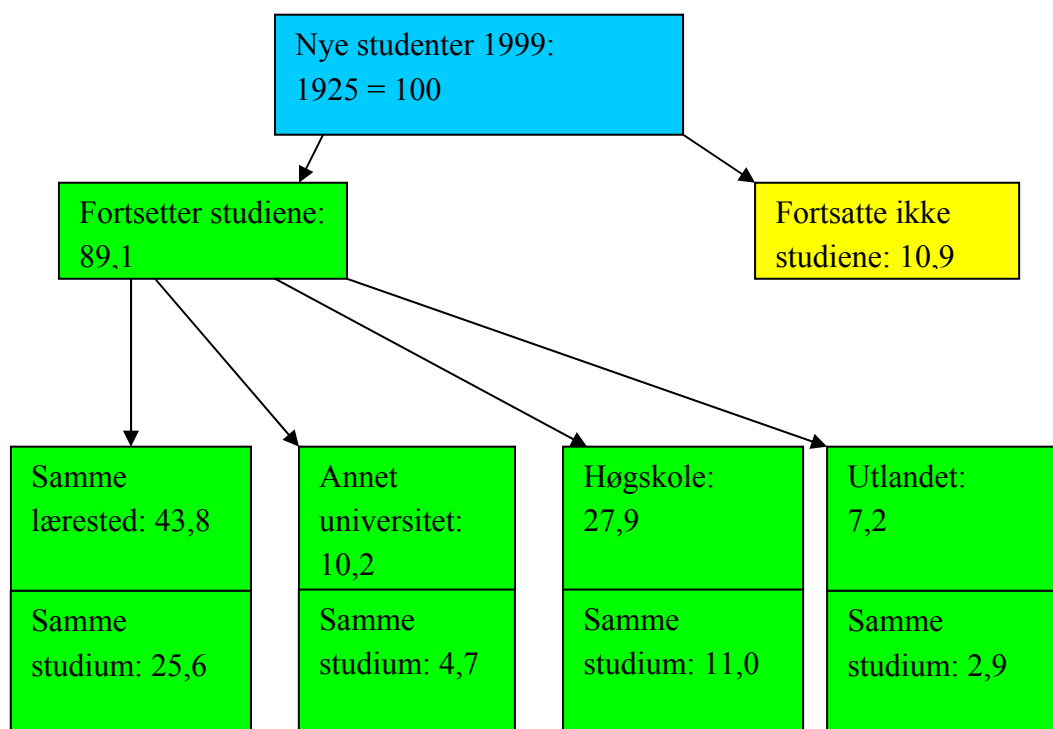 Nye studenter 1999:
1925 = 100
Fortsetter studiene:
89,1
Fortsatte ikke
studiene: 10,9
Samme
lærested: 43,8
Annet
universitet:
10,2
Høgskole:
27,9
Utlandet:
7,2
Samme
studium: 25,6
Samme
studium: 4,7
Samme
studium: 11,0
Samme
studium: 2,9